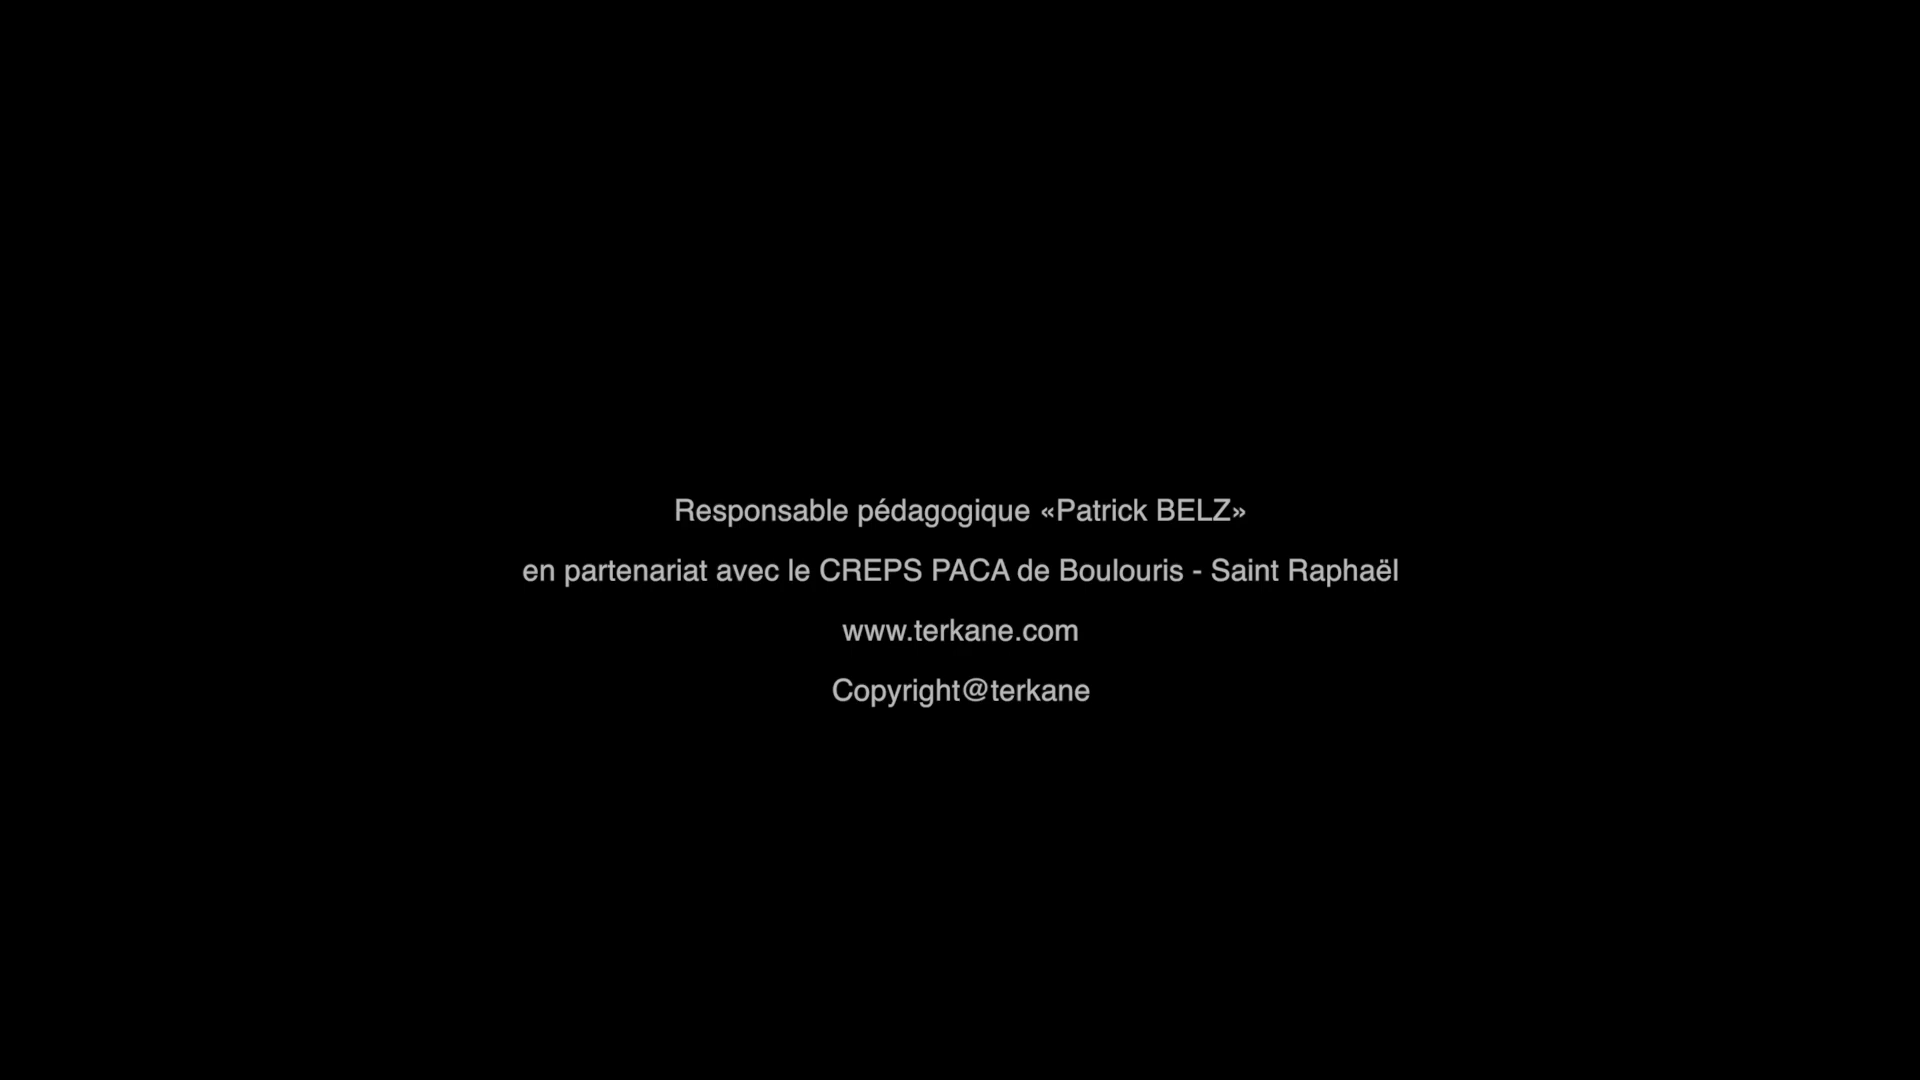 Responsable pédagogique «Patrick BELZ»
en partenariat avec le CREPS PACA de Boulouris - Saint Raphaël
www.terkane.com
Copyright@terkane